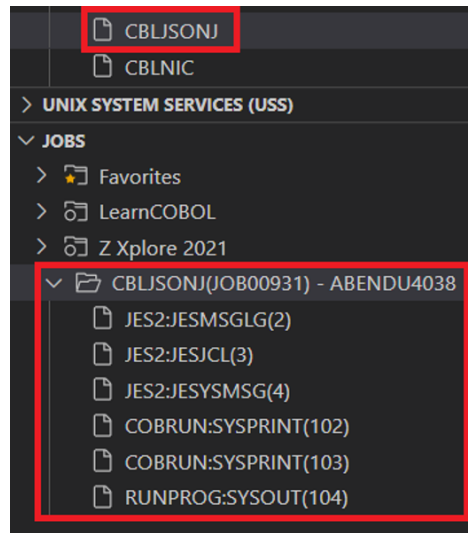 CBLJSONJ
CBLNIC
UNIX SYSTEM SERVICES (USS)
JOBS
Favorites
LearnCOBOL
Z Xplore 2021
CBLJSONJ(JOB00931) - ABENDU4038
JES2:JESMSGLG(2)
JES2:JESJCL(3)
JES2:JESYSMSG(4)
COBRUN:SYSPRINT(102)
COBRUN:SYSPRINT(103)
RUNPROG:SYSOUT(104)